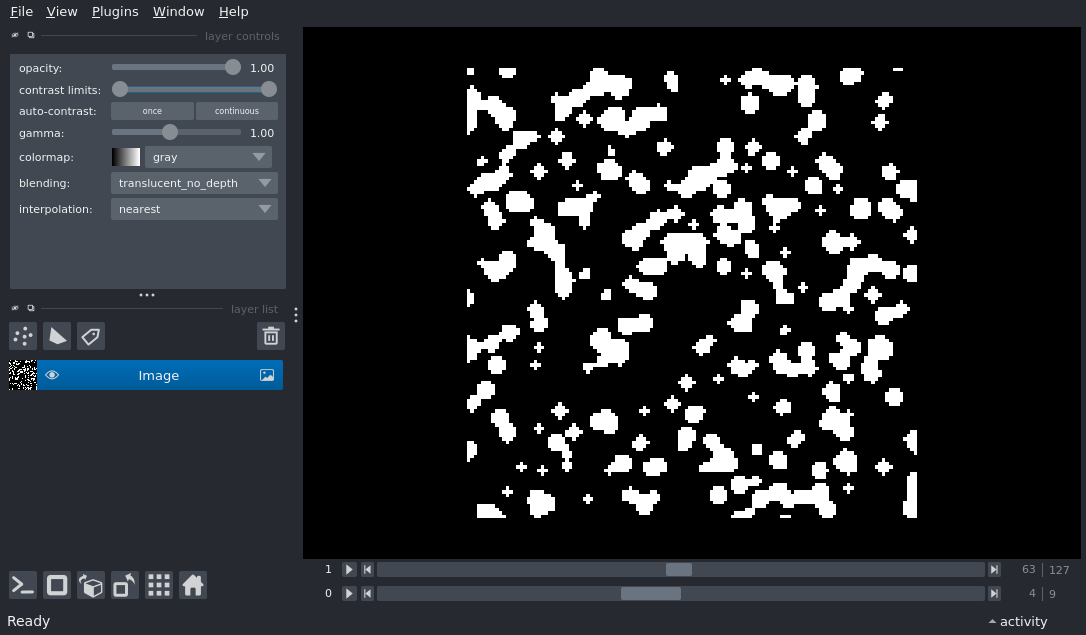 File View Plugins Window Help
layer controls
opacity: 1.00
contrast limits:
auto-contrast: once continuous
gamma: 1.00
colormap: gray
blending: translucent_no_depth
interpolation: nearest
layer list
Image
1 63 127
0 4 9
Ready activity